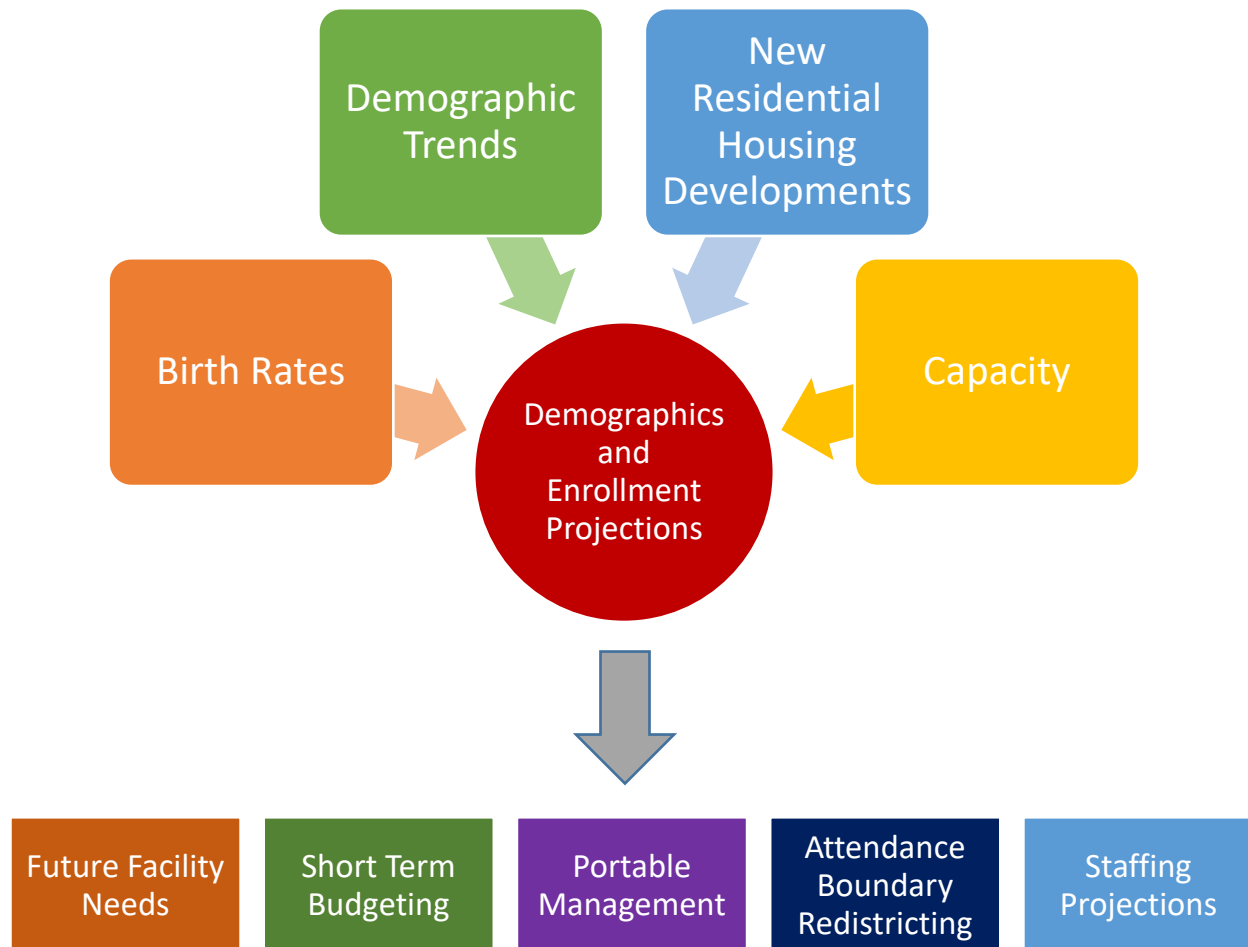 Demographic
Trends
New
Residential
Housing
Developments
Birth Rates
Capacity
Demographics
and
Enrollment
Projections
Future Facility
Needs
Short Term
Budgeting
Portable
Management
Attendance
Boundary
Redistricting
Staffing
Projections